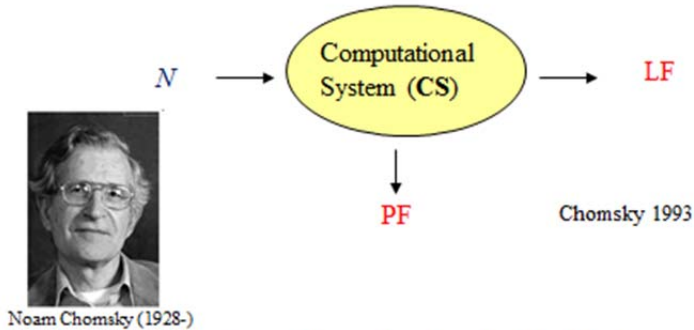 Computational
System (CS)
N
LF
PF
Chomsky 1993
Noam Chomsky (1928-)